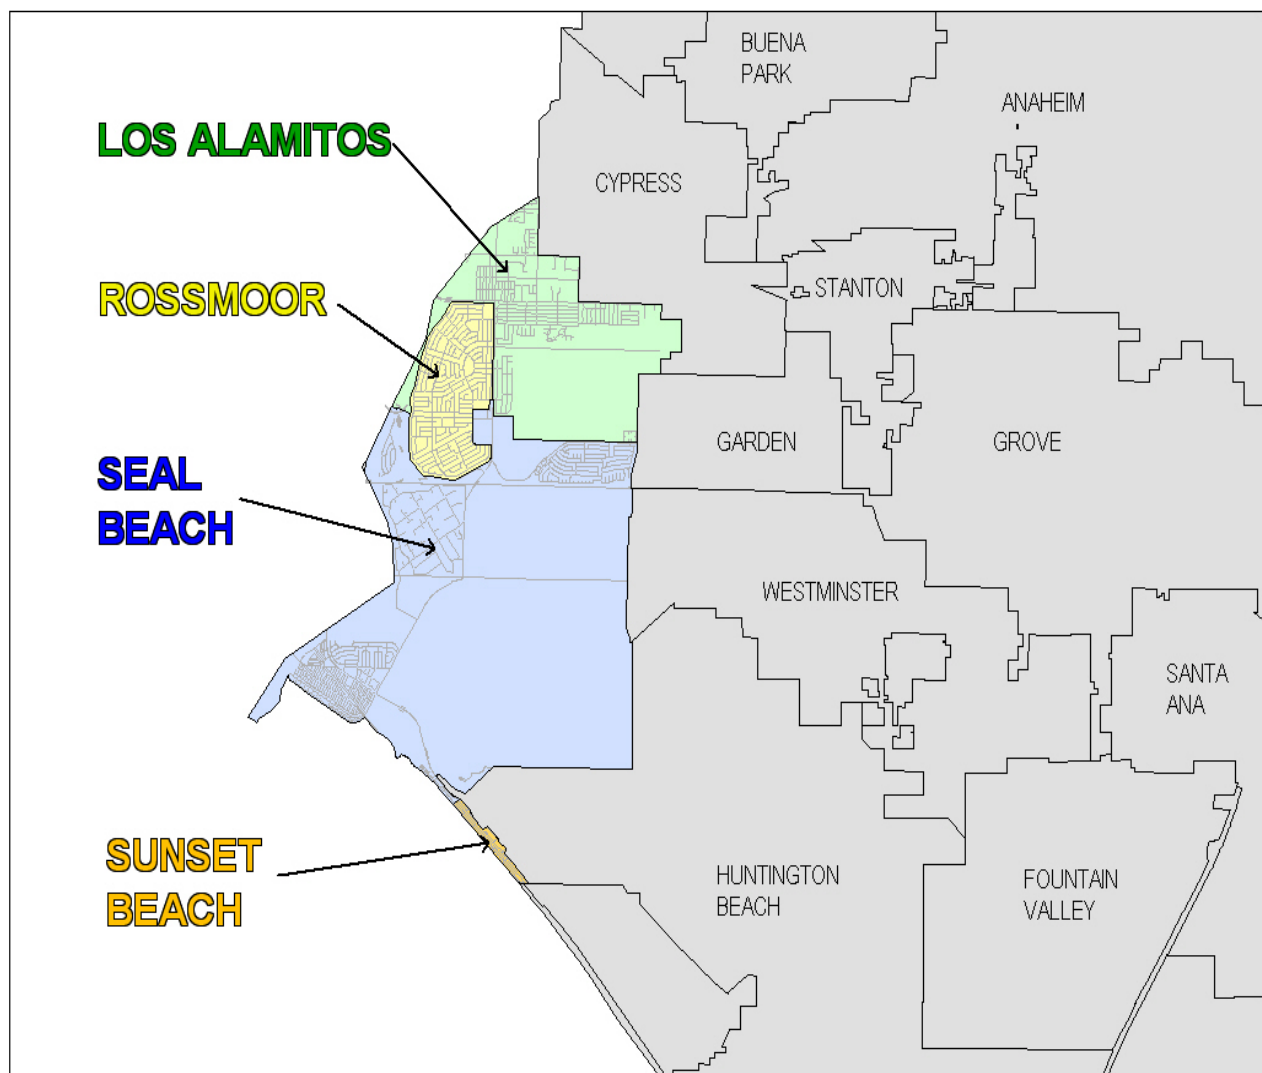 BUENA
PARK
ANAHEIM
LOS ALAMITOS
CYPRESS
ROSSMOOR
STANTON
GARDEN
GROVE
SEAL
BEACH
WESTMINSTER
SANTA
ANA
SUNSET
BEACH
HUNTINGTON
BEACH
FOUNTAIN
VALLEY